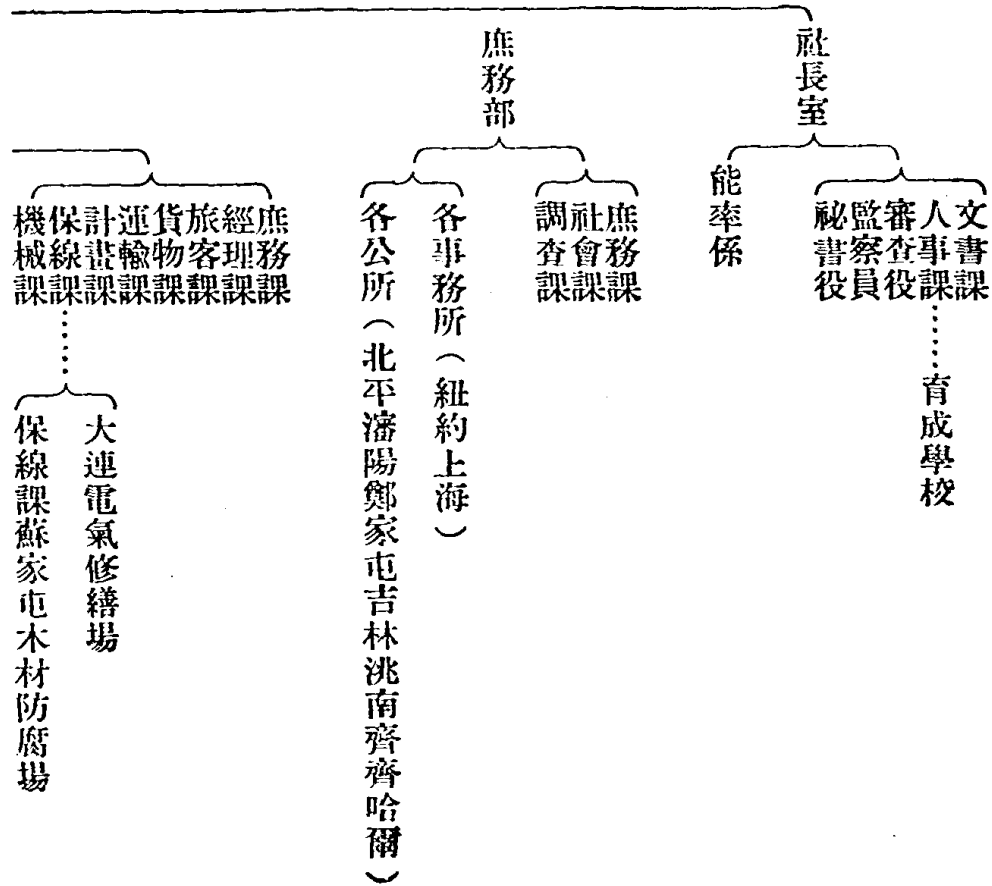 社長室
文書課
人事課……育成學校
審查役
監察員
祕書役
能率係
庶務部
庶務課
社會課
調查課
各事務所（紐約上海）
各公所（北平瀋陽鄭家屯吉林洮南齊齊哈爾）
庶務課
經理課
旅客課
貨物課
運輸課
計畫課
保線課……
大連電氣修繕場
保線課蘇家屯木材防腐場
機械課